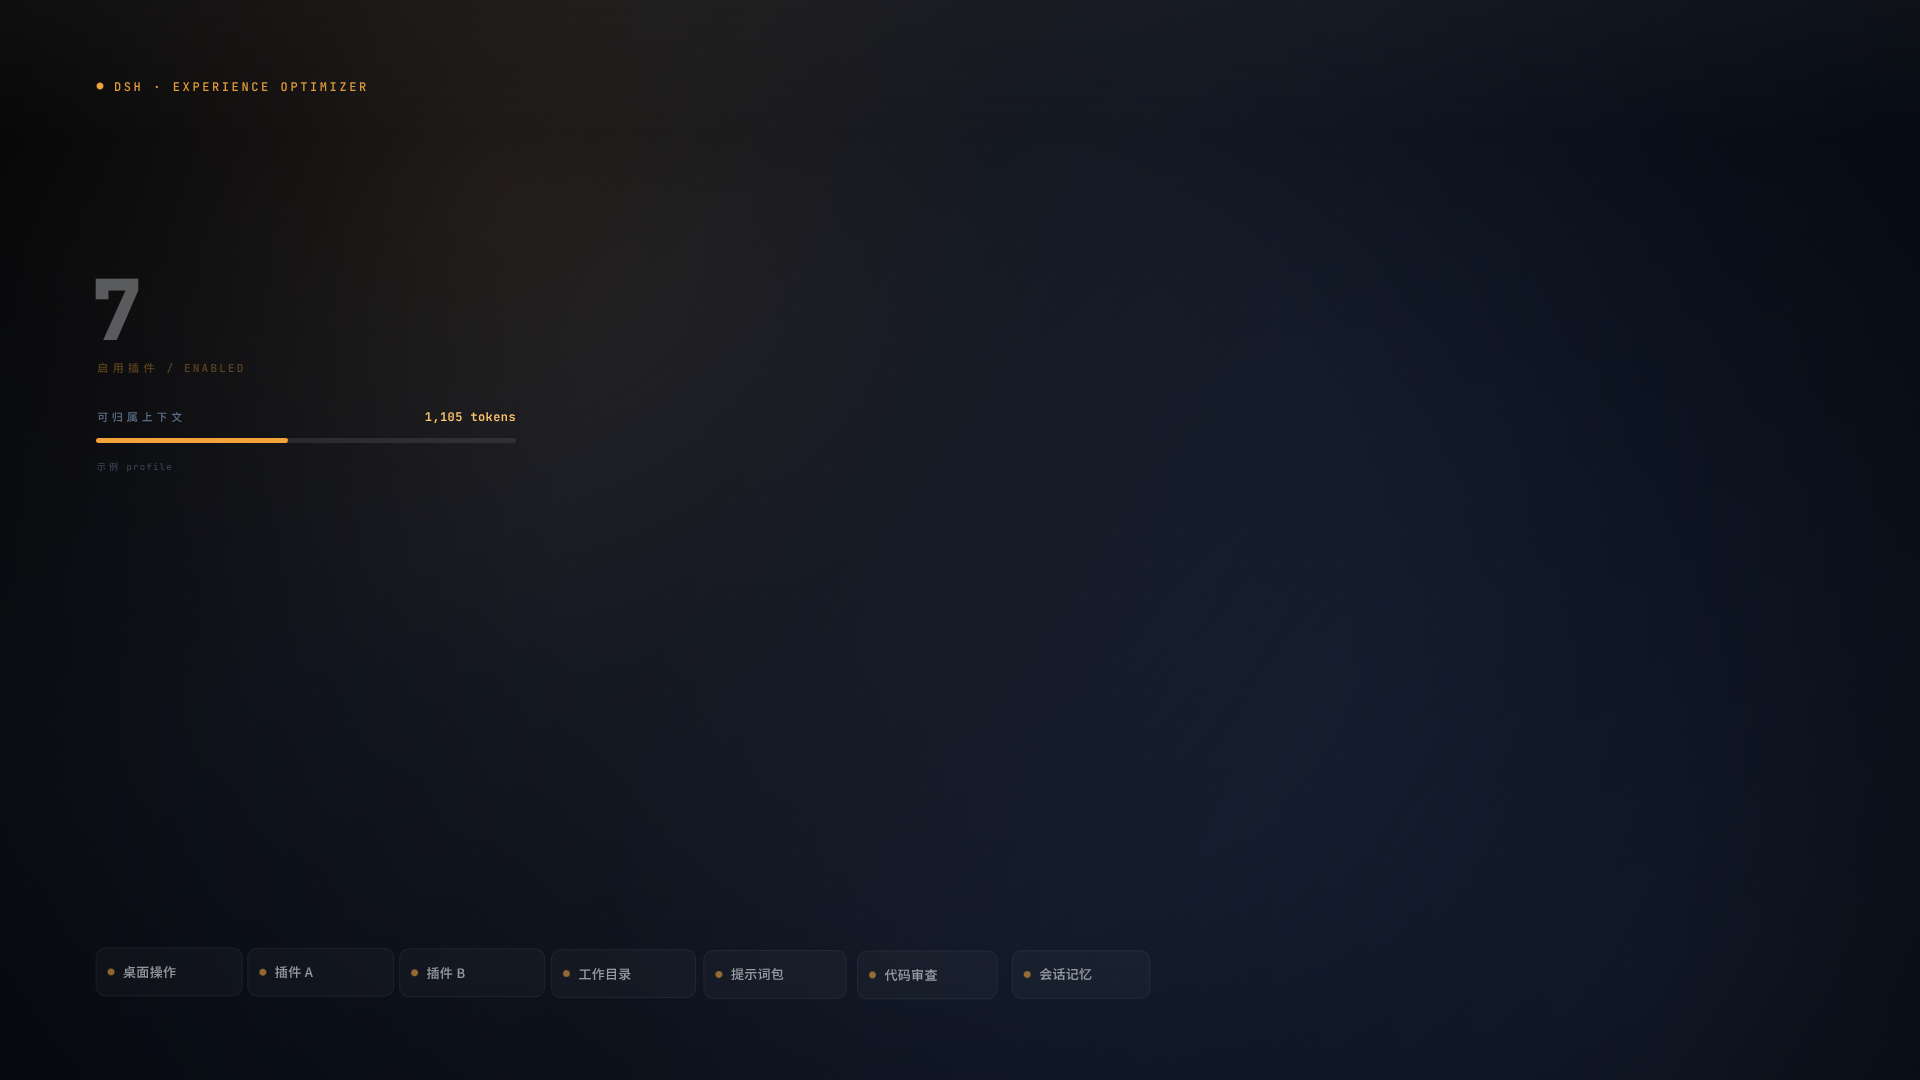 DSH · EXPERIENCE OPTIMIZER
7
启用插件 / ENABLED
可归属上下文 1,105 tokens
示例 profile
桌面操作 插件 A 插件 B 工作目录 提示词包 代码审查 会话记忆